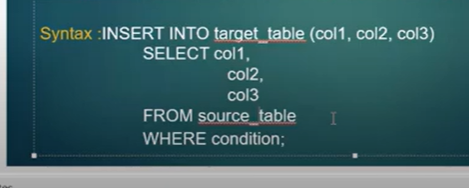 Syntax :INSERT INTO target_table (col1, col2, col3)
SELECT col1,
col2,
col3
FROM source_table
WHERE condition;